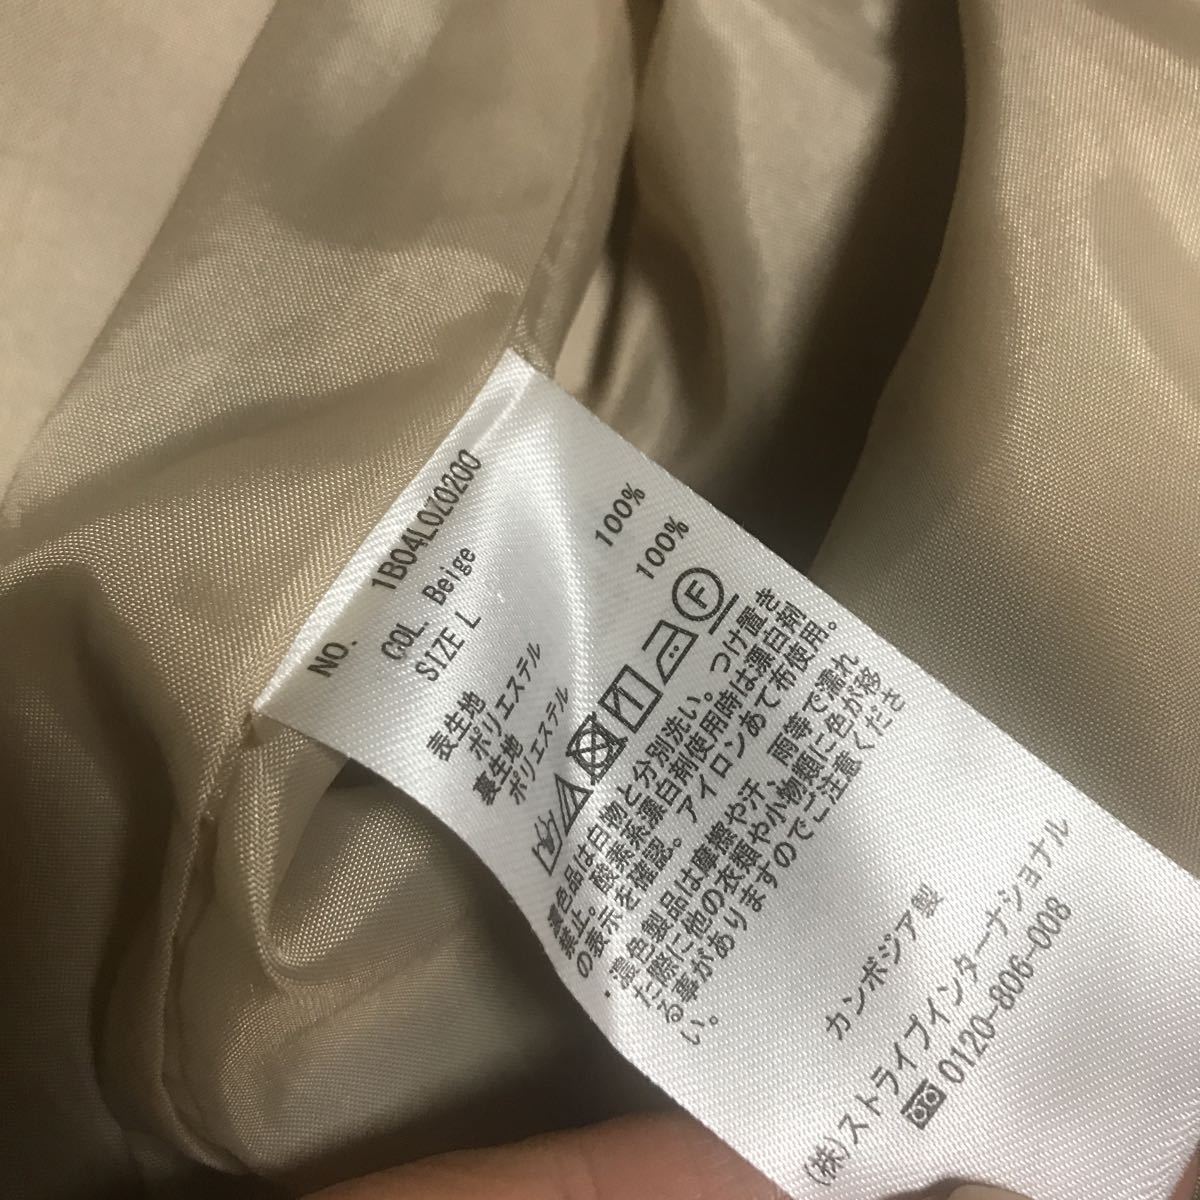 NO. 1B04L0Z0200
COL. Beige
SIZE L
表生地
ポリエステル 100%
裏生地
ポリエステル 100%
F
濃色品は白物と分別洗い。つけ置き
禁止。酸素系漂白剤使用時は漂白剤
の表示を確認。アイロンあて布使用。
・濃色製品は摩擦や汗、雨等で濡れ
た際に他の衣類や小物類に色が移
る事がありますのでご注意くださ
い。
カンボジア製
(株)ストライプインターナショナル
0120-806-008